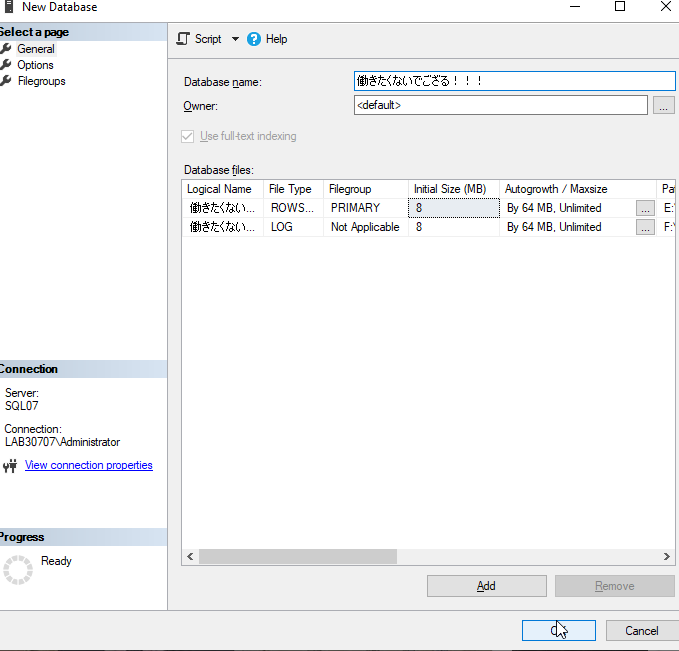 New Database
Select a page
General
Options
Filegroups
Script
Help
Database name:
働きたくないでござる！！！
Owner:
<default>
...
Use full-text indexing
Database files:
Logical Name File Type Filegroup Initial Size (MB) Autogrowth / Maxsize
働きたくない... ROWS... PRIMARY 8 By 64 MB, Unlimited ... E:\
働きたくない... LOG Not Applicable 8 By 64 MB, Unlimited ... F:\
Connection
Server:
SQL07
Connection:
LAB30707\Administrator
View connection properties
Progress
Ready
Add
Remove
Cancel